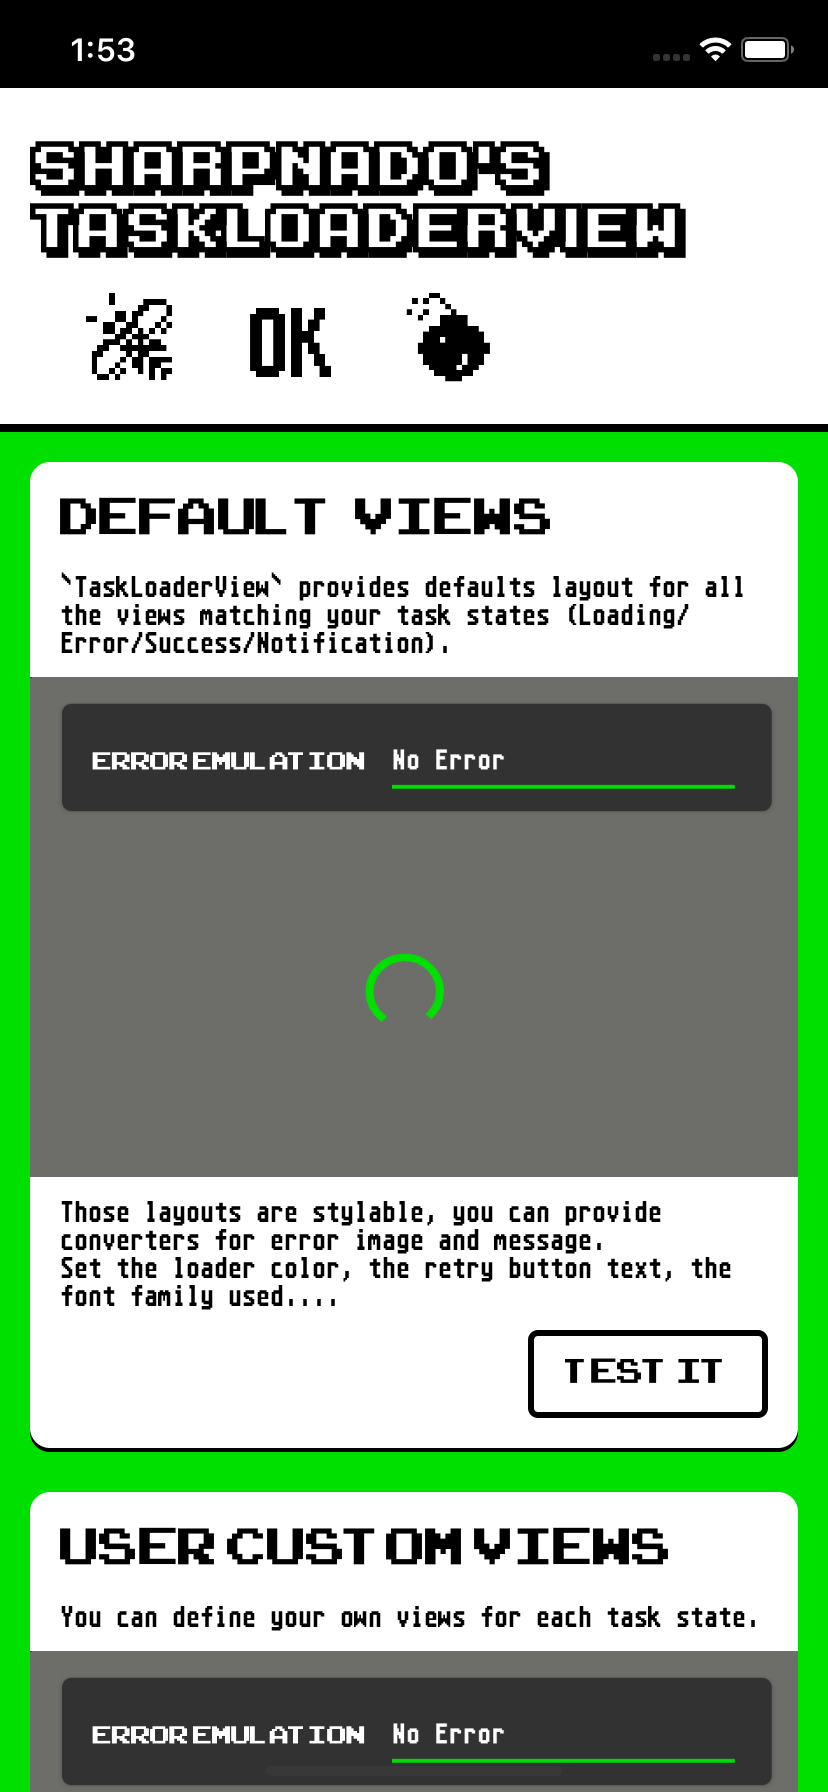 1:53
SHARPNADO'S
TASKLOADERVIEW
OK
DEFAULT VIEWS
`TaskLoaderView` provides defaults layout for all
the views matching your task states (Loading/
Error/Success/Notification).
ERROR EMULATION No Error
Those layouts are stylable, you can provide
converters for error image and message.
Set the loader color, the retry button text, the
font family used....
TEST IT
USER CUSTOM VIEWS
You can define your own views for each task state.
ERROR EMULATION No Error